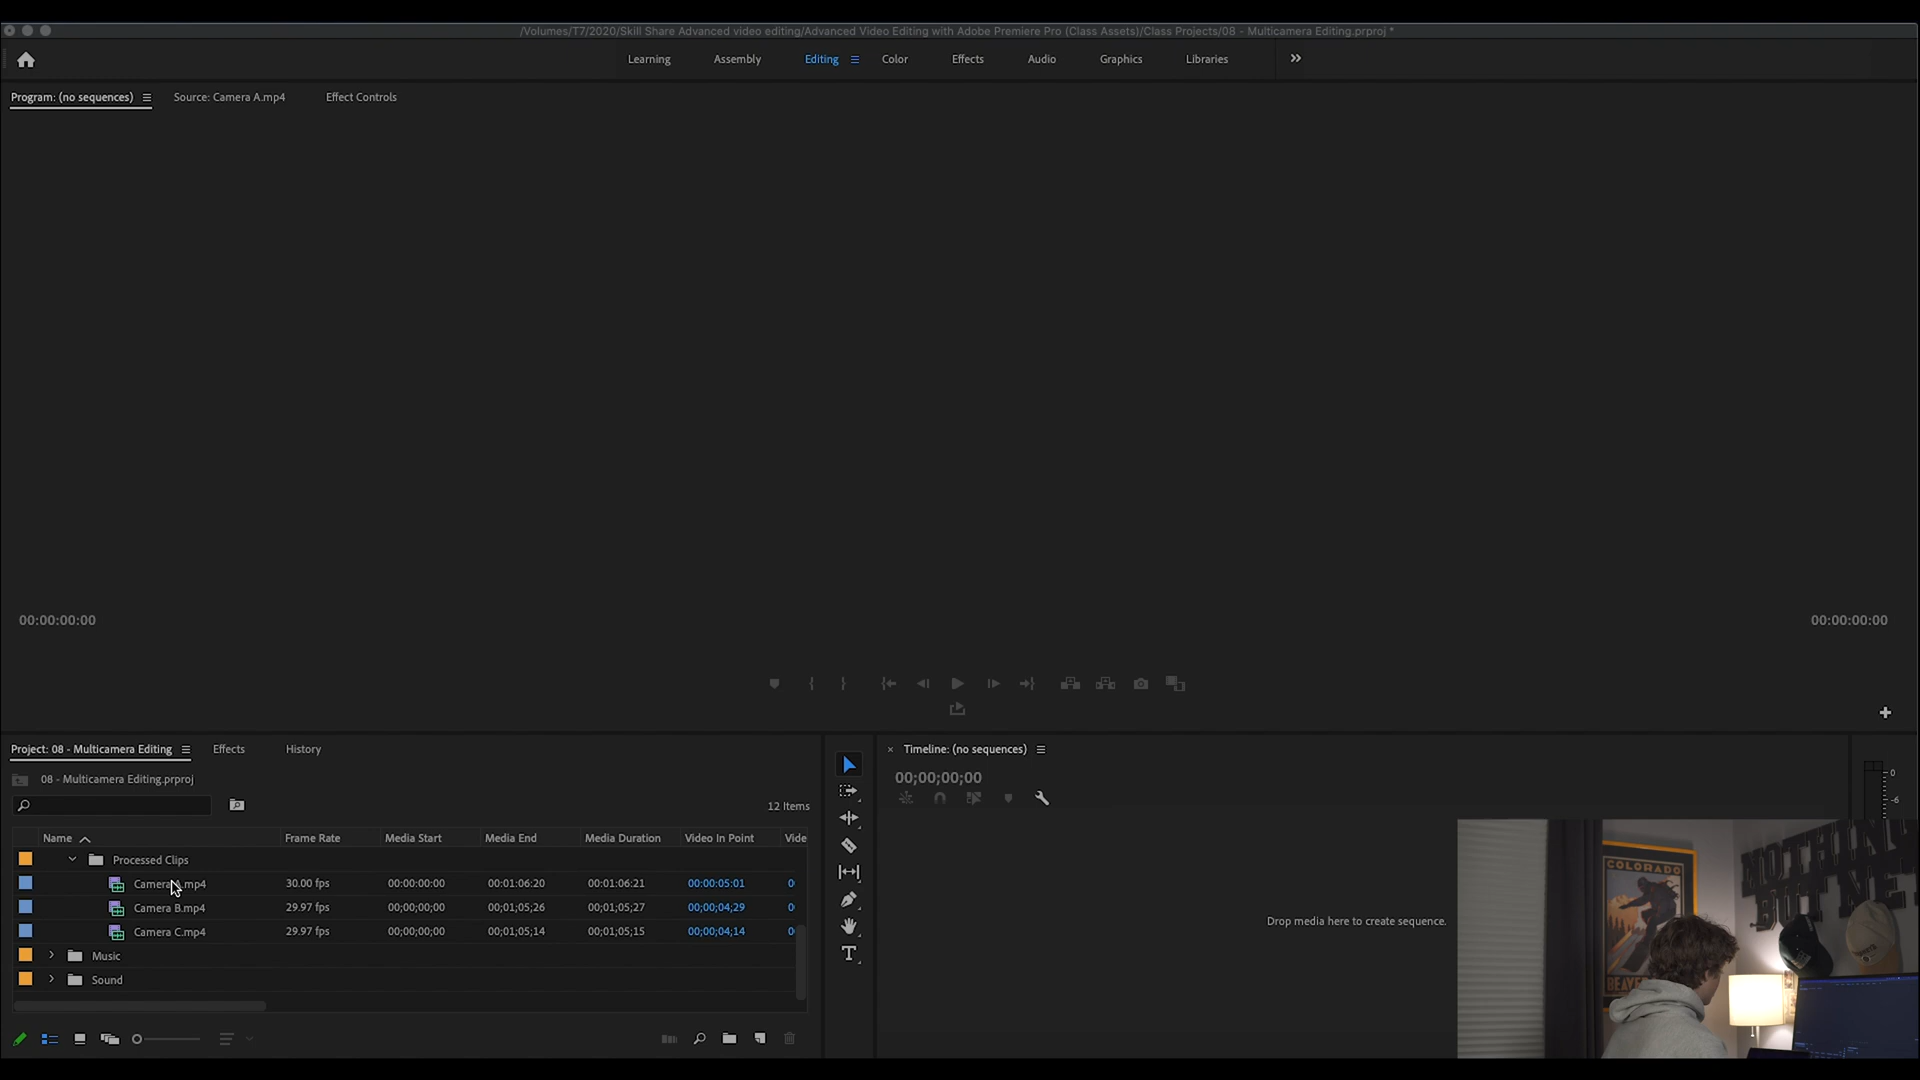 /Volumes/T7/2020/Skill Share Advanced video editing/Advanced Video Editing with Adobe Premiere Pro (Class Assets)/Class Projects/08 - Multicamera Editing.prproj *
Learning Assembly Editing Color Effects Audio Graphics Libraries
Program: (no sequences) Source: Camera A.mp4 Effect Controls
00:00:00:00 00:00:00:00
Project: 08 - Multicamera Editing Effects History
08 - Multicamera Editing.prproj
12 Items
Name Frame Rate Media Start Media End Media Duration Video In Point Vide
Processed Clips
Camera A.mp4 30.00 fps 00:00:00:00 00:01:06:20 00:01:06:21 00:00:05:01 0
Camera B.mp4 29.97 fps 00;00;00;00 00;01;05;26 00;01;05;27 00;00;04;29 0
Camera C.mp4 29.97 fps 00;00;00;00 00;01;05;14 00;01;05;15 00;00;04;14 0
Music
Sound
Timeline: (no sequences)
00;00;00;00
Drop media here to create sequence.
0
-6
COLORADO
BEAVE
NOTHIN
BUT NE